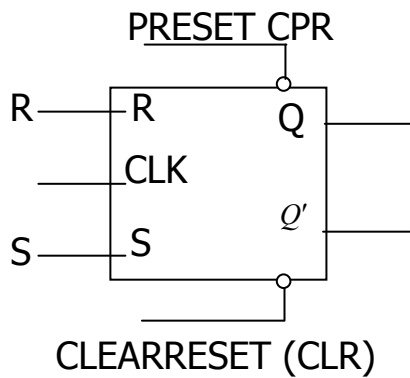 PRESET CPR
R R Q
CLK
Q'
S S
CLEARRESET (CLR)